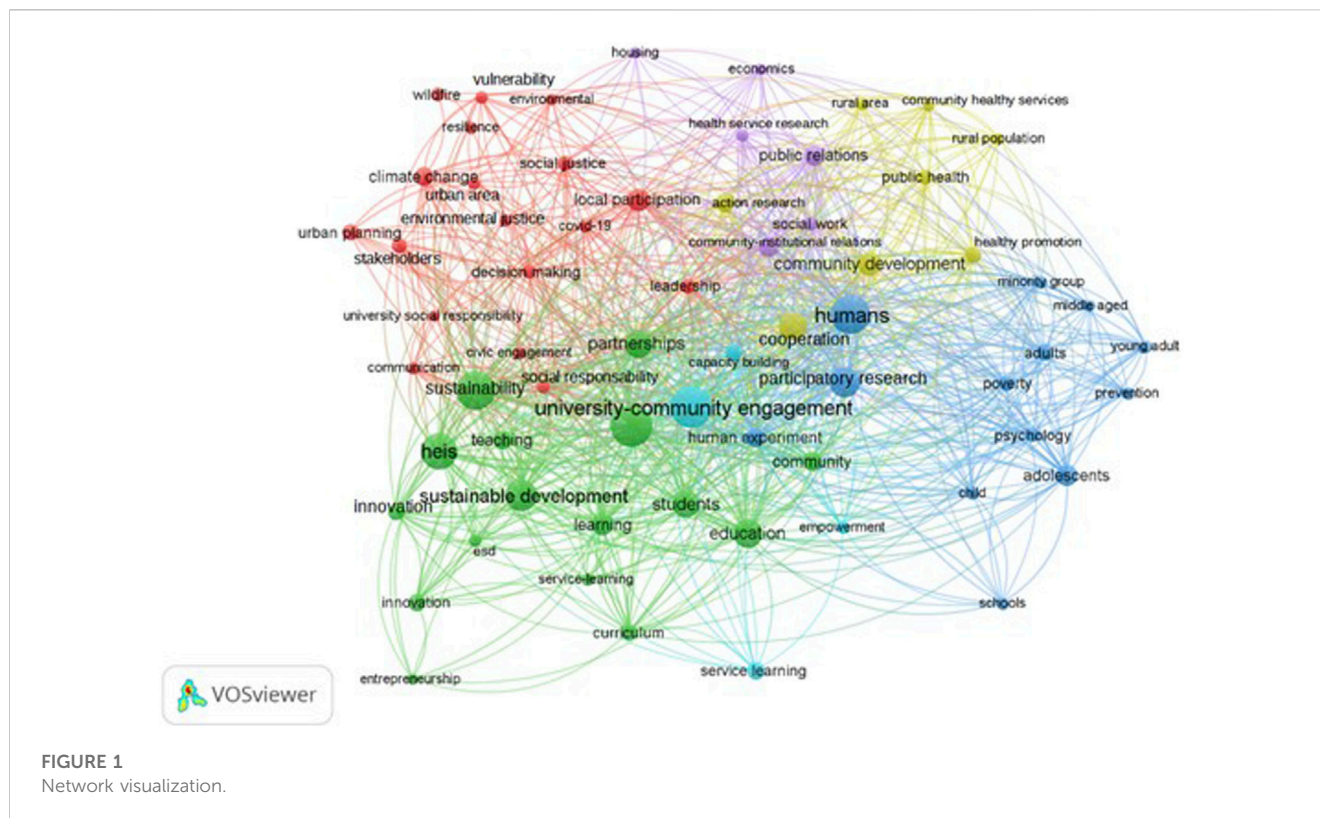 housing
economics
vulnerability
wildfire
environmental
rural area
community healthy services
resilience
health service research
rural population
public relations
social justice
climate change
public health
urban area
local participation
action research
environmental justice
covid-19
social work
urban planning
community-institutional relations
healthy promotion
stakeholders
community development
decision making
minority group
leadership
middle aged
university social responsibility
humans
partnerships
cooperation
young adult
civic engagement
adults
capacity building
communication
social responsability
participatory research
sustainability
poverty
prevention
university-community engagement
teaching
human experiment
psychology
heis
community
adolescents
sustainable development
child
innovation
students
learning
education
empowerment
esd
service-learning
innovation
schools
curriculum
service learning
entrepreneurship
VOSviewer
FIGURE 1
Network visualization.